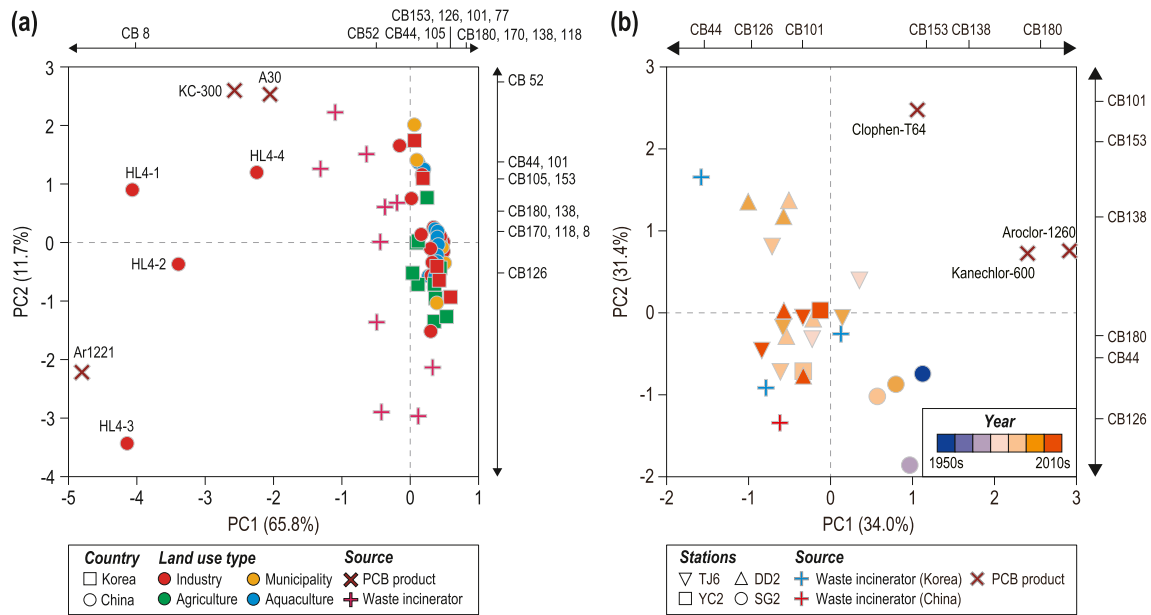 (a)
CB153, 126, 101, 77
CB 8
CB52
CB44, 105
CB180, 170, 138, 118
3
2
1
0
-1
-2
-3
-4
PC2 (11.7%)
KC-300
A30
HL4-1
HL4-4
HL4-2
Ar1221
HL4-3
CB 52
CB44, 101
CB105, 153
CB180, 138,
CB170, 118, 8
CB126
-5
-4
-3
-2
-1
0
1
PC1 (65.8%)
Country
Land use type
Source
Korea
Industry
Municipality
PCB product
China
Agriculture
Aquaculture
Waste incinerator
(b)
CB44
CB126
CB101
CB153
CB138
CB180
3
2
1
0
-1
-2
PC2 (31.4%)
Clophen-T64
Aroclor-1260
Kanechlor-600
CB101
CB153
CB138
CB180
CB44
CB126
Year
1950s
2010s
-2
-1
0
1
2
3
PC1 (34.0%)
Stations
Source
TJ6
DD2
Waste incinerator (Korea)
PCB product
YC2
SG2
Waste incinerator (China)